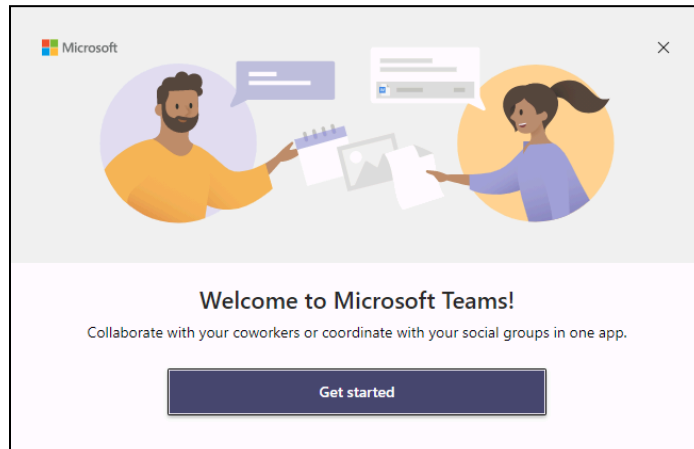 Microsoft
Welcome to Microsoft Teams!
Collaborate with your coworkers or coordinate with your social groups in one app.
Get started